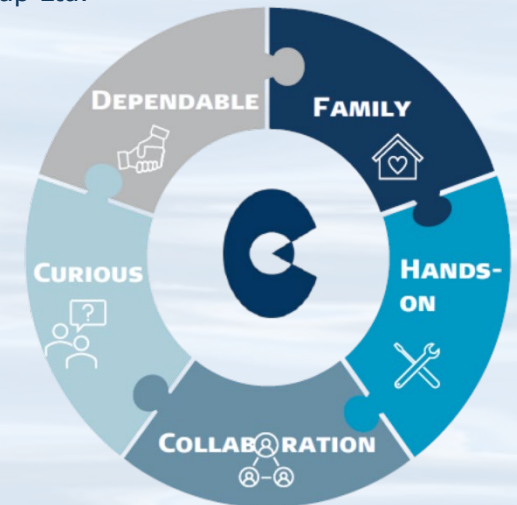 DEPENDABLE
FAMILY
HANDS-
ON
COLLABORATION
CURIOUS
?